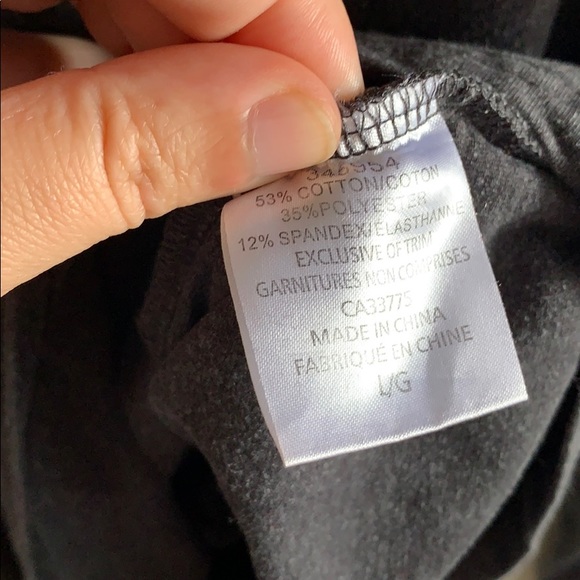 346954
53% COTTON/COTON
35%POLYESTER
12% SPANDEX/ELASTHANNE
EXCLUSIVE OF TRIM
GARNITURES NON COMPRISES
CA33775
MADE IN CHINA
FABRIQUÉ EN CHINE
L/G